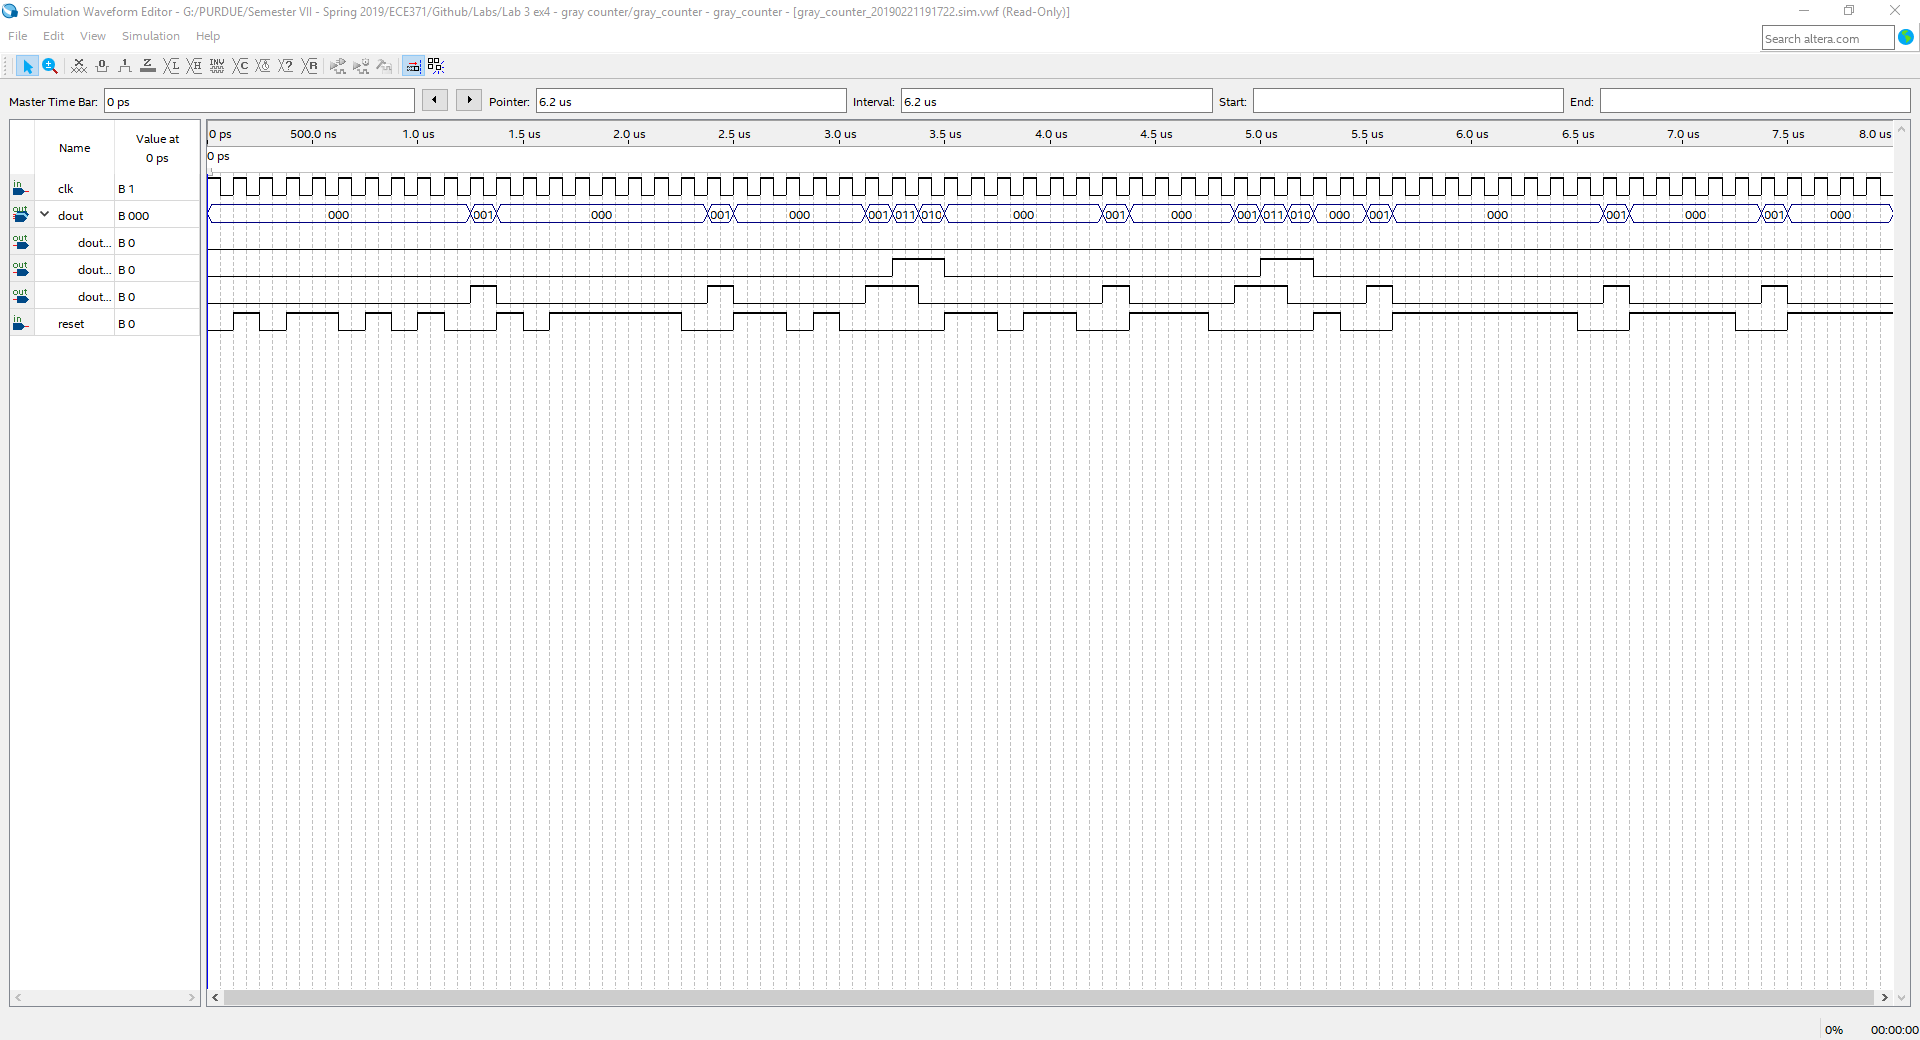 Simulation Waveform Editor - G:/PURDUE/Semester VII - Spring 2019/ECE371/Github/Labs/Lab 3 ex4 - gray counter/gray_counter - gray_counter - [gray_counter_20190221191722.sim.vwf (Read-Only)]
File Edit View Simulation Help
Search altera.com
Master Time Bar: 0 ps Pointer: 6.2 us Interval: 6.2 us Start: End:
Name Value at 0 ps
0 ps 500.0 ns 1.0 us 1.5 us 2.0 us 2.5 us 3.0 us 3.5 us 4.0 us 4.5 us 5.0 us 5.5 us 6.0 us 6.5 us 7.0 us 7.5 us 8.0 us
0 ps
in clk B 1
out dout B 000 000 001 000 001 000 001 011 010 000 001 000 001 011 010 000 001 000 001 000 001 000
out dout... B 0
out dout... B 0
out dout... B 0
in reset B 0
0% 00:00:00